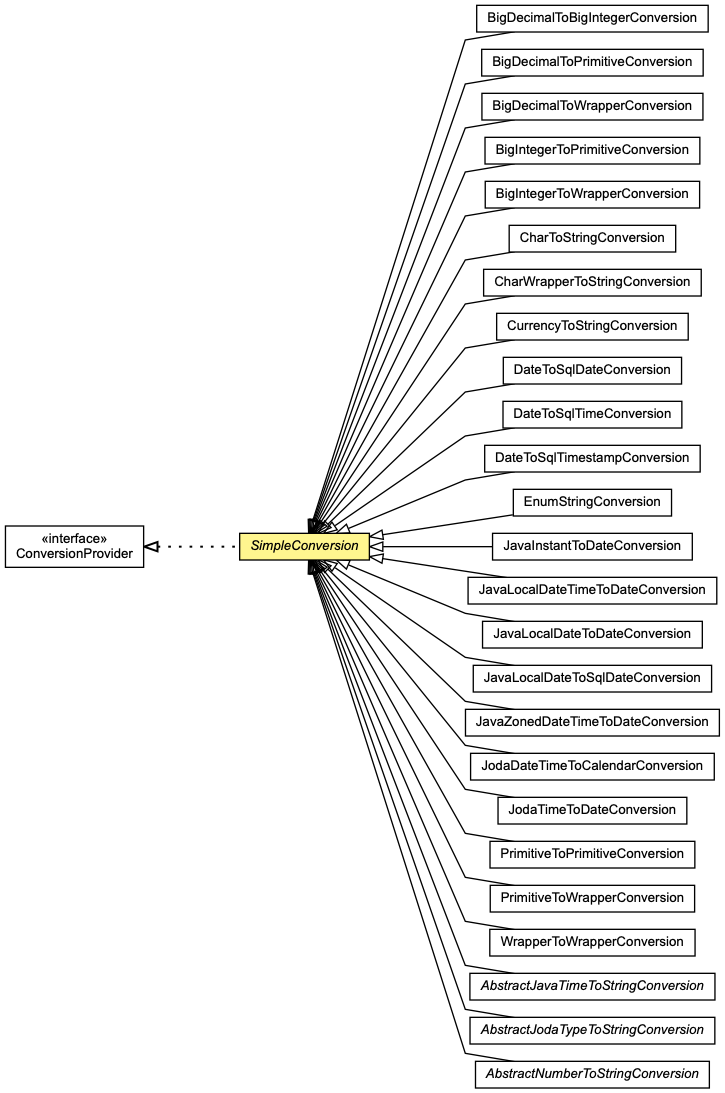 BigDecimalToBigIntegerConversion
BigDecimalToPrimitiveConversion
BigDecimalToWrapperConversion
BigIntegerToPrimitiveConversion
BigIntegerToWrapperConversion
CharToStringConversion
CharWrapperToStringConversion
CurrencyToStringConversion
DateToSqlDateConversion
DateToSqlTimeConversion
DateToSqlTimestampConversion
EnumStringConversion
«interface»
ConversionProvider
SimpleConversion
JavaInstantToDateConversion
JavaLocalDateTimeToDateConversion
JavaLocalDateToDateConversion
JavaLocalDateToSqlDateConversion
JavaZonedDateTimeToDateConversion
JodaDateTimeToCalendarConversion
JodaTimeToDateConversion
PrimitiveToPrimitiveConversion
PrimitiveToWrapperConversion
WrapperToWrapperConversion
AbstractJavaTimeToStringConversion
AbstractJodaTypeToStringConversion
AbstractNumberToStringConversion